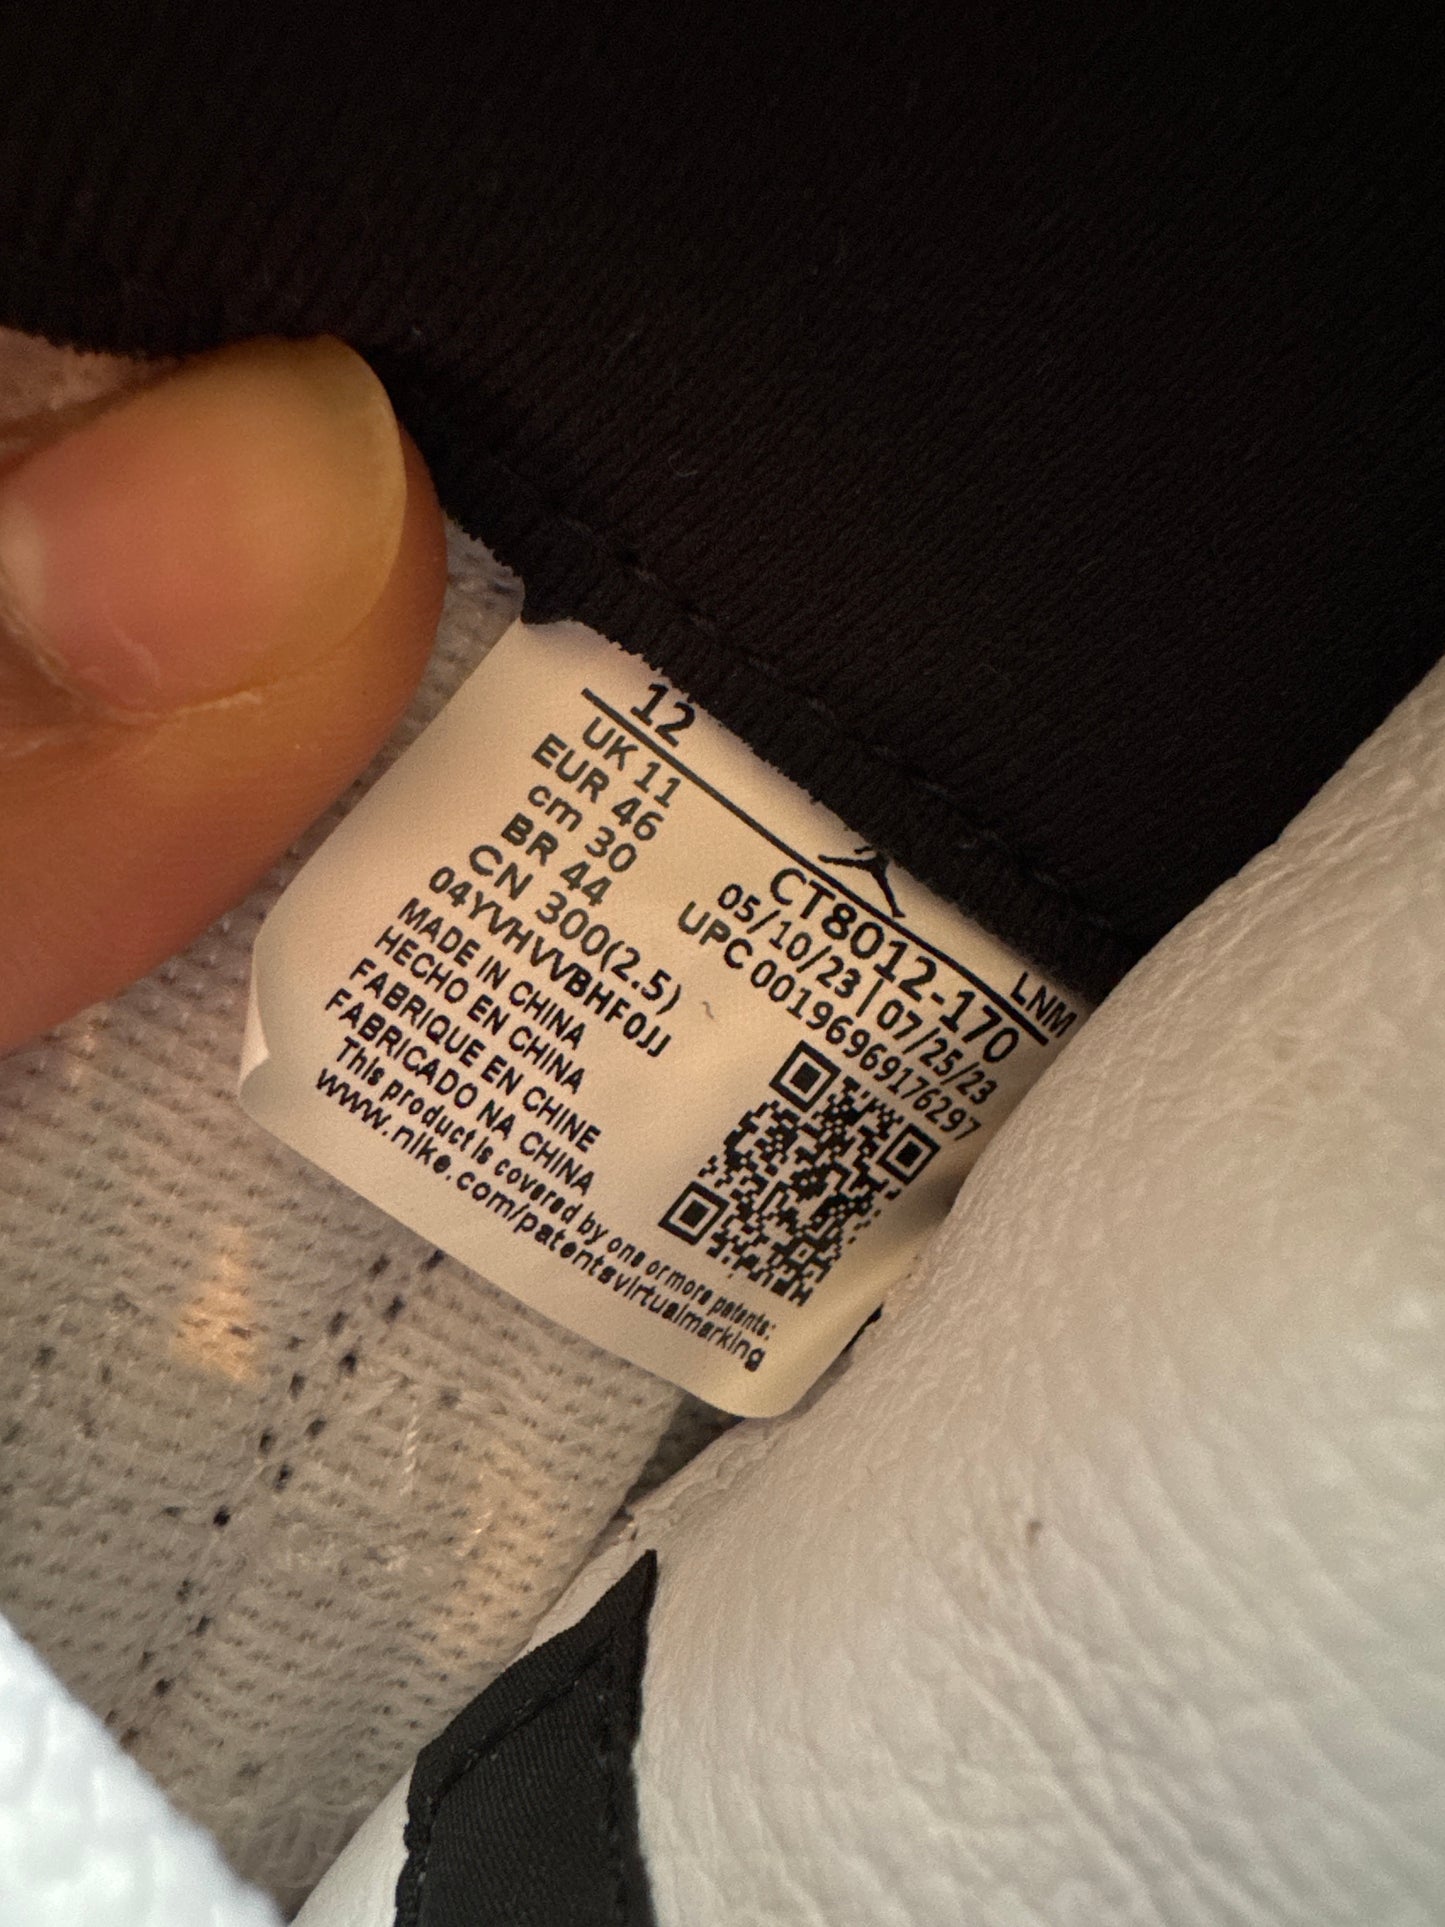 12
LNM
UK 11
EUR 46
cm 30
BR 44
CN 300(2.5)
04YVHVVBHF0JJ
MADE IN CHINA
HECHO EN CHINA
FABRIQUE EN CHINE
FABRICADO NA CHINA
This product is covered by one or more patents:
www.nike.com/patentsvirtualmarking
CT8012-170
05/10/23 | 07/25/23
UPC 00196969176297